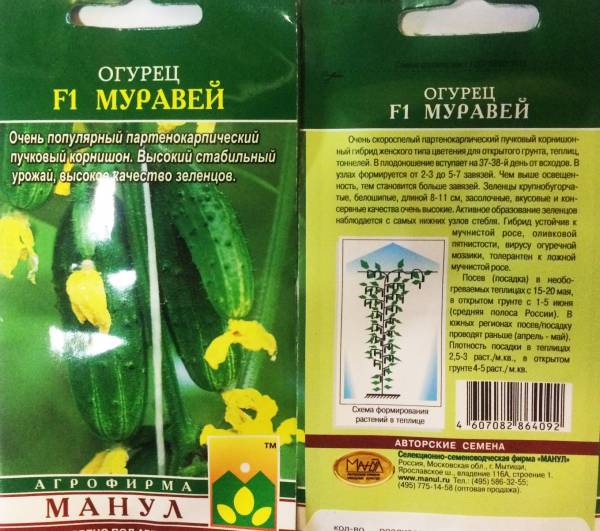 ОГУРЕЦ
F1 МУРАВЕЙ
Очень популярный партенокарпический
пучковый корнишон. Высокий стабильный
урожай, высокое качество зеленцов.
TM
АГРОФИРМА
МАНУЛ
ОГУРЕЦ
F1 МУРАВЕЙ
Очень скороспелый партенокарпический пучковый корнишон-
ный гибрид женского типа цветения для открытого грунта, теплиц,
тоннелей. В плодоношение вступает на 37-38-й день от всходов. В
узлах формируется от 2-3 до 5-7 завязей. Чем выше освещен-
ность, тем становится больше завязей. Зеленцы крупнобугорча-
тые, белошипые, длиной 8-11 см, засолочные, вкусовые и кон-
сервные качества очень высокие. Активное образование зеленцов
наблюдается с самых нижних узлов стебля. Гибрид устойчив к
мучнистой росе, оливковой
пятнистости, вирусу огуречной
мозаики, толерантен к ложной
мучнистой росе.
Посев (посадка) в необо-
греваемых теплицах с 15-20 мая,
в открытом грунте с 1-5 июня
(средняя полоса России). В
южных регионах посев/посадку
проводят раньше (апрель - май).
Плотность посадки в теплицах
2,5-3 раст./м.кв., в открытом
грунте 4-5 раст./ м.кв.
Схема формирования
растений в теплице
4 607082 864092
АВТОРСКИЕ СЕМЕНА
МАНУЛ
Селекционно-семеноводческая фирма «МАНУЛ»
Россия, Московская обл., г. Мытищи,
Ярославское ш., владение 116А, строение 1.
www.manul.ru Тел.: (495) 586-32-55;
(495) 775-14-58 (оптовая продажа).
КОЛ-ВО